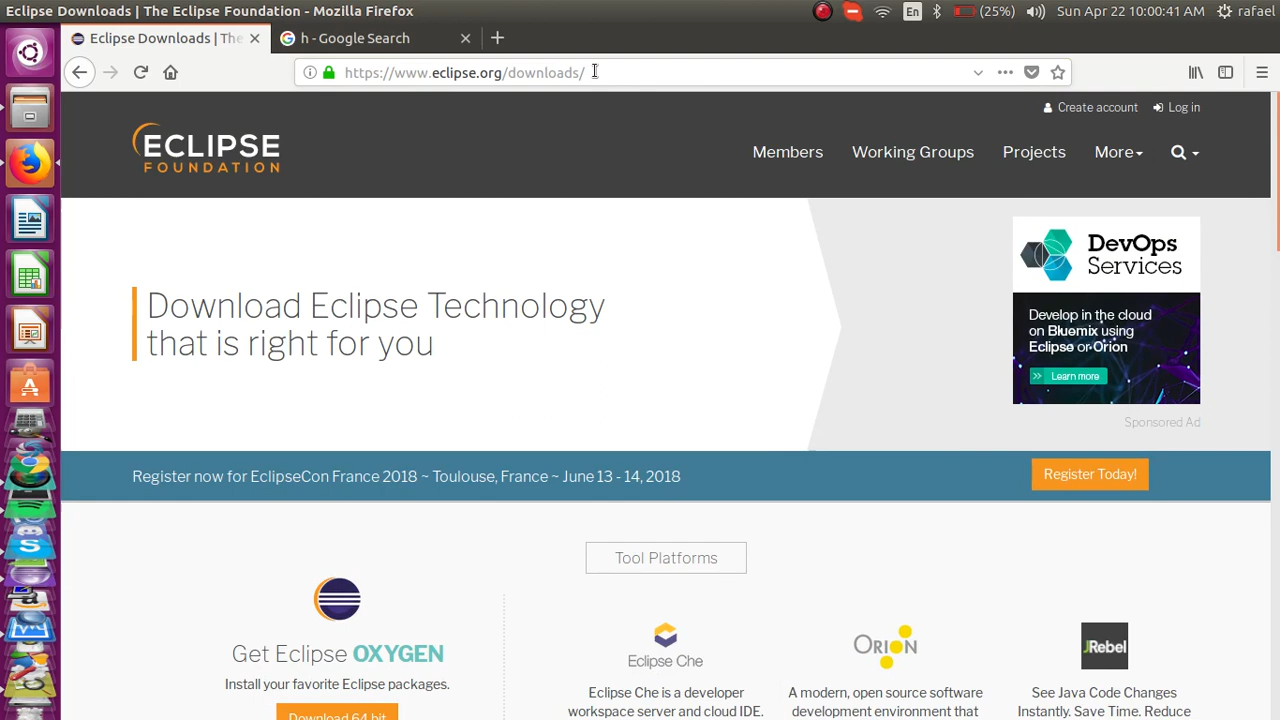 Eclipse Downloads | The Eclipse Foundation - Mozilla Firefox
En
(25%)
Sun Apr 22 10:00:41 AM
rafael
Eclipse Downloads | The
h - Google Search
https://www.eclipse.org/downloads/
Create account
Log in
ECLIPSE
FOUNDATION
Members
Working Groups
Projects
More
Download Eclipse Technology
that is right for you
DevOps
Services
Develop in the cloud
on Bluemix using
Eclipse or Orion
Learn more
Sponsored Ad
Register now for EclipseCon France 2018 ~ Toulouse, France ~ June 13 - 14, 2018
Register Today!
Tool Platforms
Get Eclipse OXYGEN
Install your favorite Eclipse packages.
Download 64 bit
Eclipse Che
Eclipse Che is a developer
workspace server and cloud IDE.
ORION
A modern, open source software
development environment that
JRebel
See Java Code Changes
Instantly. Save Time. Reduce